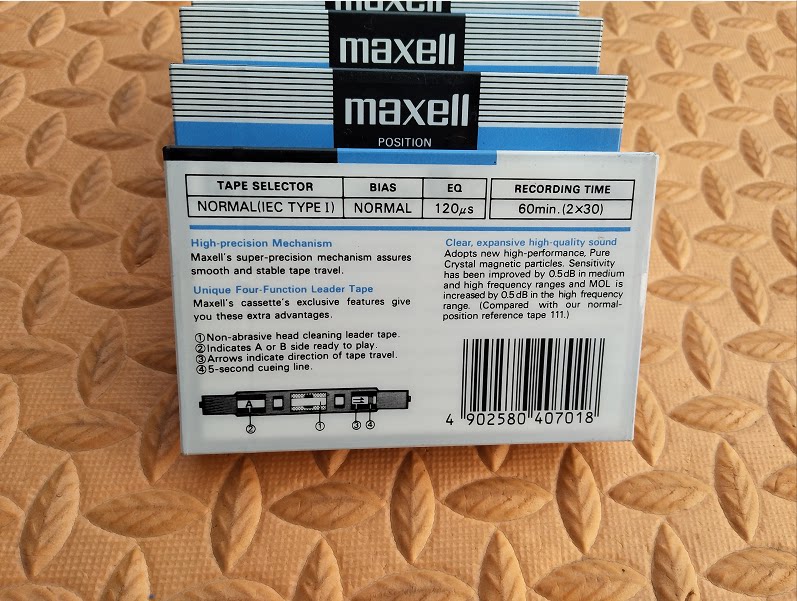 maxell
maxell
maxell
POSITION
TAPE SELECTOR BIAS EQ RECORDING TIME
NORMAL(IEC TYPE I) NORMAL 120μs 60min.(2×30)
High-precision Mechanism
Maxell's super-precision mechanism assures
smooth and stable tape travel.
Unique Four-Function Leader Tape
Maxell's cassette's exclusive features give
you these extra advantages.
①Non-abrasive head cleaning leader tape.
②Indicates A or B side ready to play.
③Arrows indicate direction of tape travel.
④5-second cueing line.
A
② ① ③ ④
Clear, expansive high-quality sound
Adopts new high-performance, Pure
Crystal magnetic particles. Sensitivity
has been improved by 0.5dB in medium
and high frequency ranges and MOL is
increased by 0.5dB in the high frequency
range. (Compared with our normal-
position reference tape 111.)
4 902580 407018